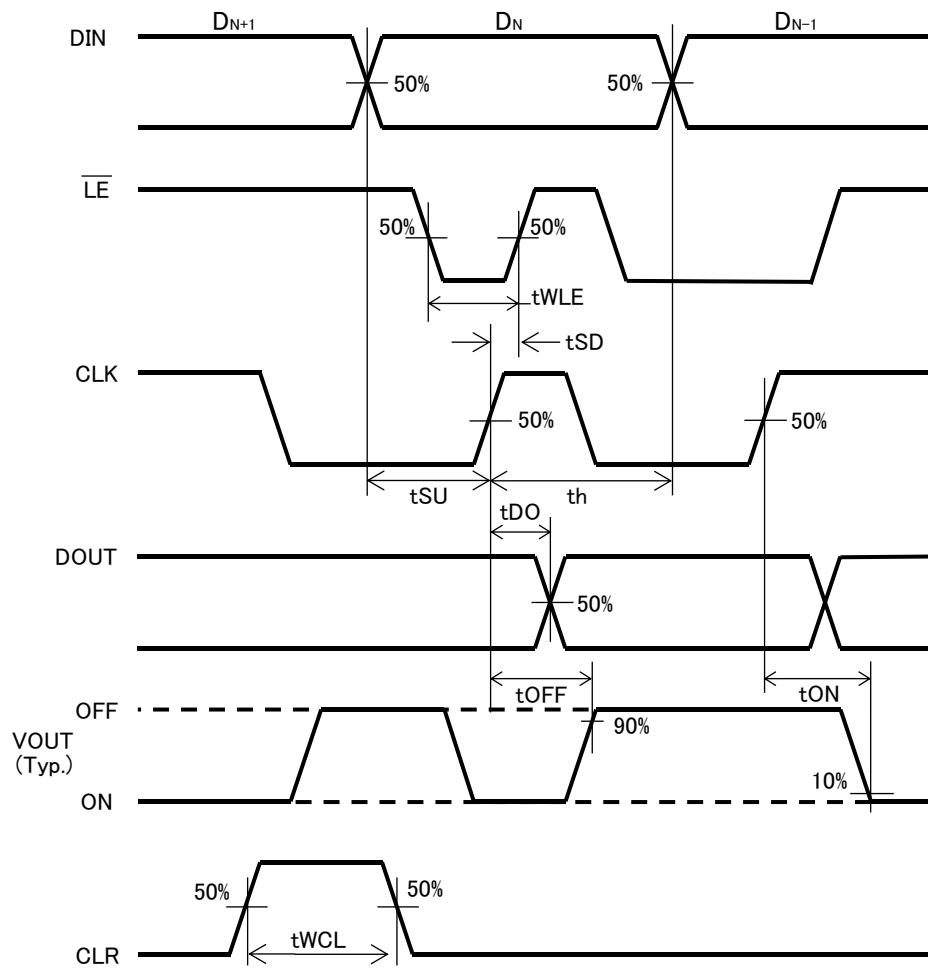 DN+1 DN DN-1
DIN
50% 50%
LE
50% 50%
tWLE
tSD
CLK
50% 50%
tSU th
tDO
DOUT
50%
tOFF tON
OFF
90%
VOUT
(Typ.)
10%
ON
50% 50%
tWCL
CLR